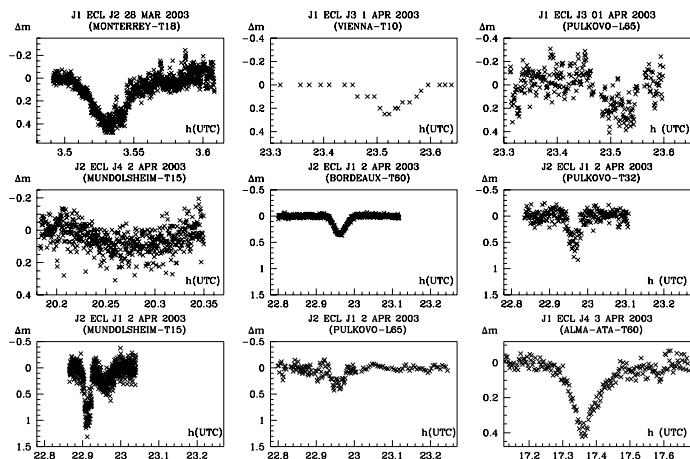 J1 ECL J2 28 MAR 2003
(MONTERREY-T18)
Δm
-0.2
0
0.2
0.4
h(UTC)
3.5
3.55
3.6
J1 ECL J3 1 APR 2003
(VIENNA-T10)
Δm
-0.4
-0.2
0
0.2
0.4
h(UTC)
23.3
23.4
23.5
23.6
J1 ECL J3 01 APR 2003
(PULKOVO-L65)
Δm
-0.4
-0.2
0
0.2
0.4
h(UTC)
23.3
23.4
23.5
23.6
J2 ECL J4 2 APR 2003
(MUNDOLSHEIM-T15)
Δm
-0.2
0
0.2
0.4
h(UTC)
20.2
20.25
20.3
20.35
J2 ECL J1 2 APR 2003
(BORDEAUX-T60)
Δm
-0.5
0
0.5
1
1.5
h(UTC)
22.8
22.9
23
23.1
23.2
J2 ECL J1 2 APR 2003
(PULKOVO-T32)
Δm
-0.5
0
0.5
1
1.5
h (UTC)
22.8
22.9
23
23.1
23.2
J2 ECL J1 2 APR 2003
(MUNDOLSHEIM-T15)
Δm
-0.5
0
0.5
1
1.5
h(UTC)
22.8
22.9
23
23.1
23.2
J2 ECL J1 2 APR 2003
(PULKOVO-L65)
Δm
-0.5
0
0.5
1
1.5
h (UTC)
22.8
22.9
23
23.1
23.2
J1 ECL J4 3 APR 2003
(ALMA-ATA-T60)
Δm
0
0.2
0.4
h (UTC)
17.2
17.3
17.4
17.5
17.6